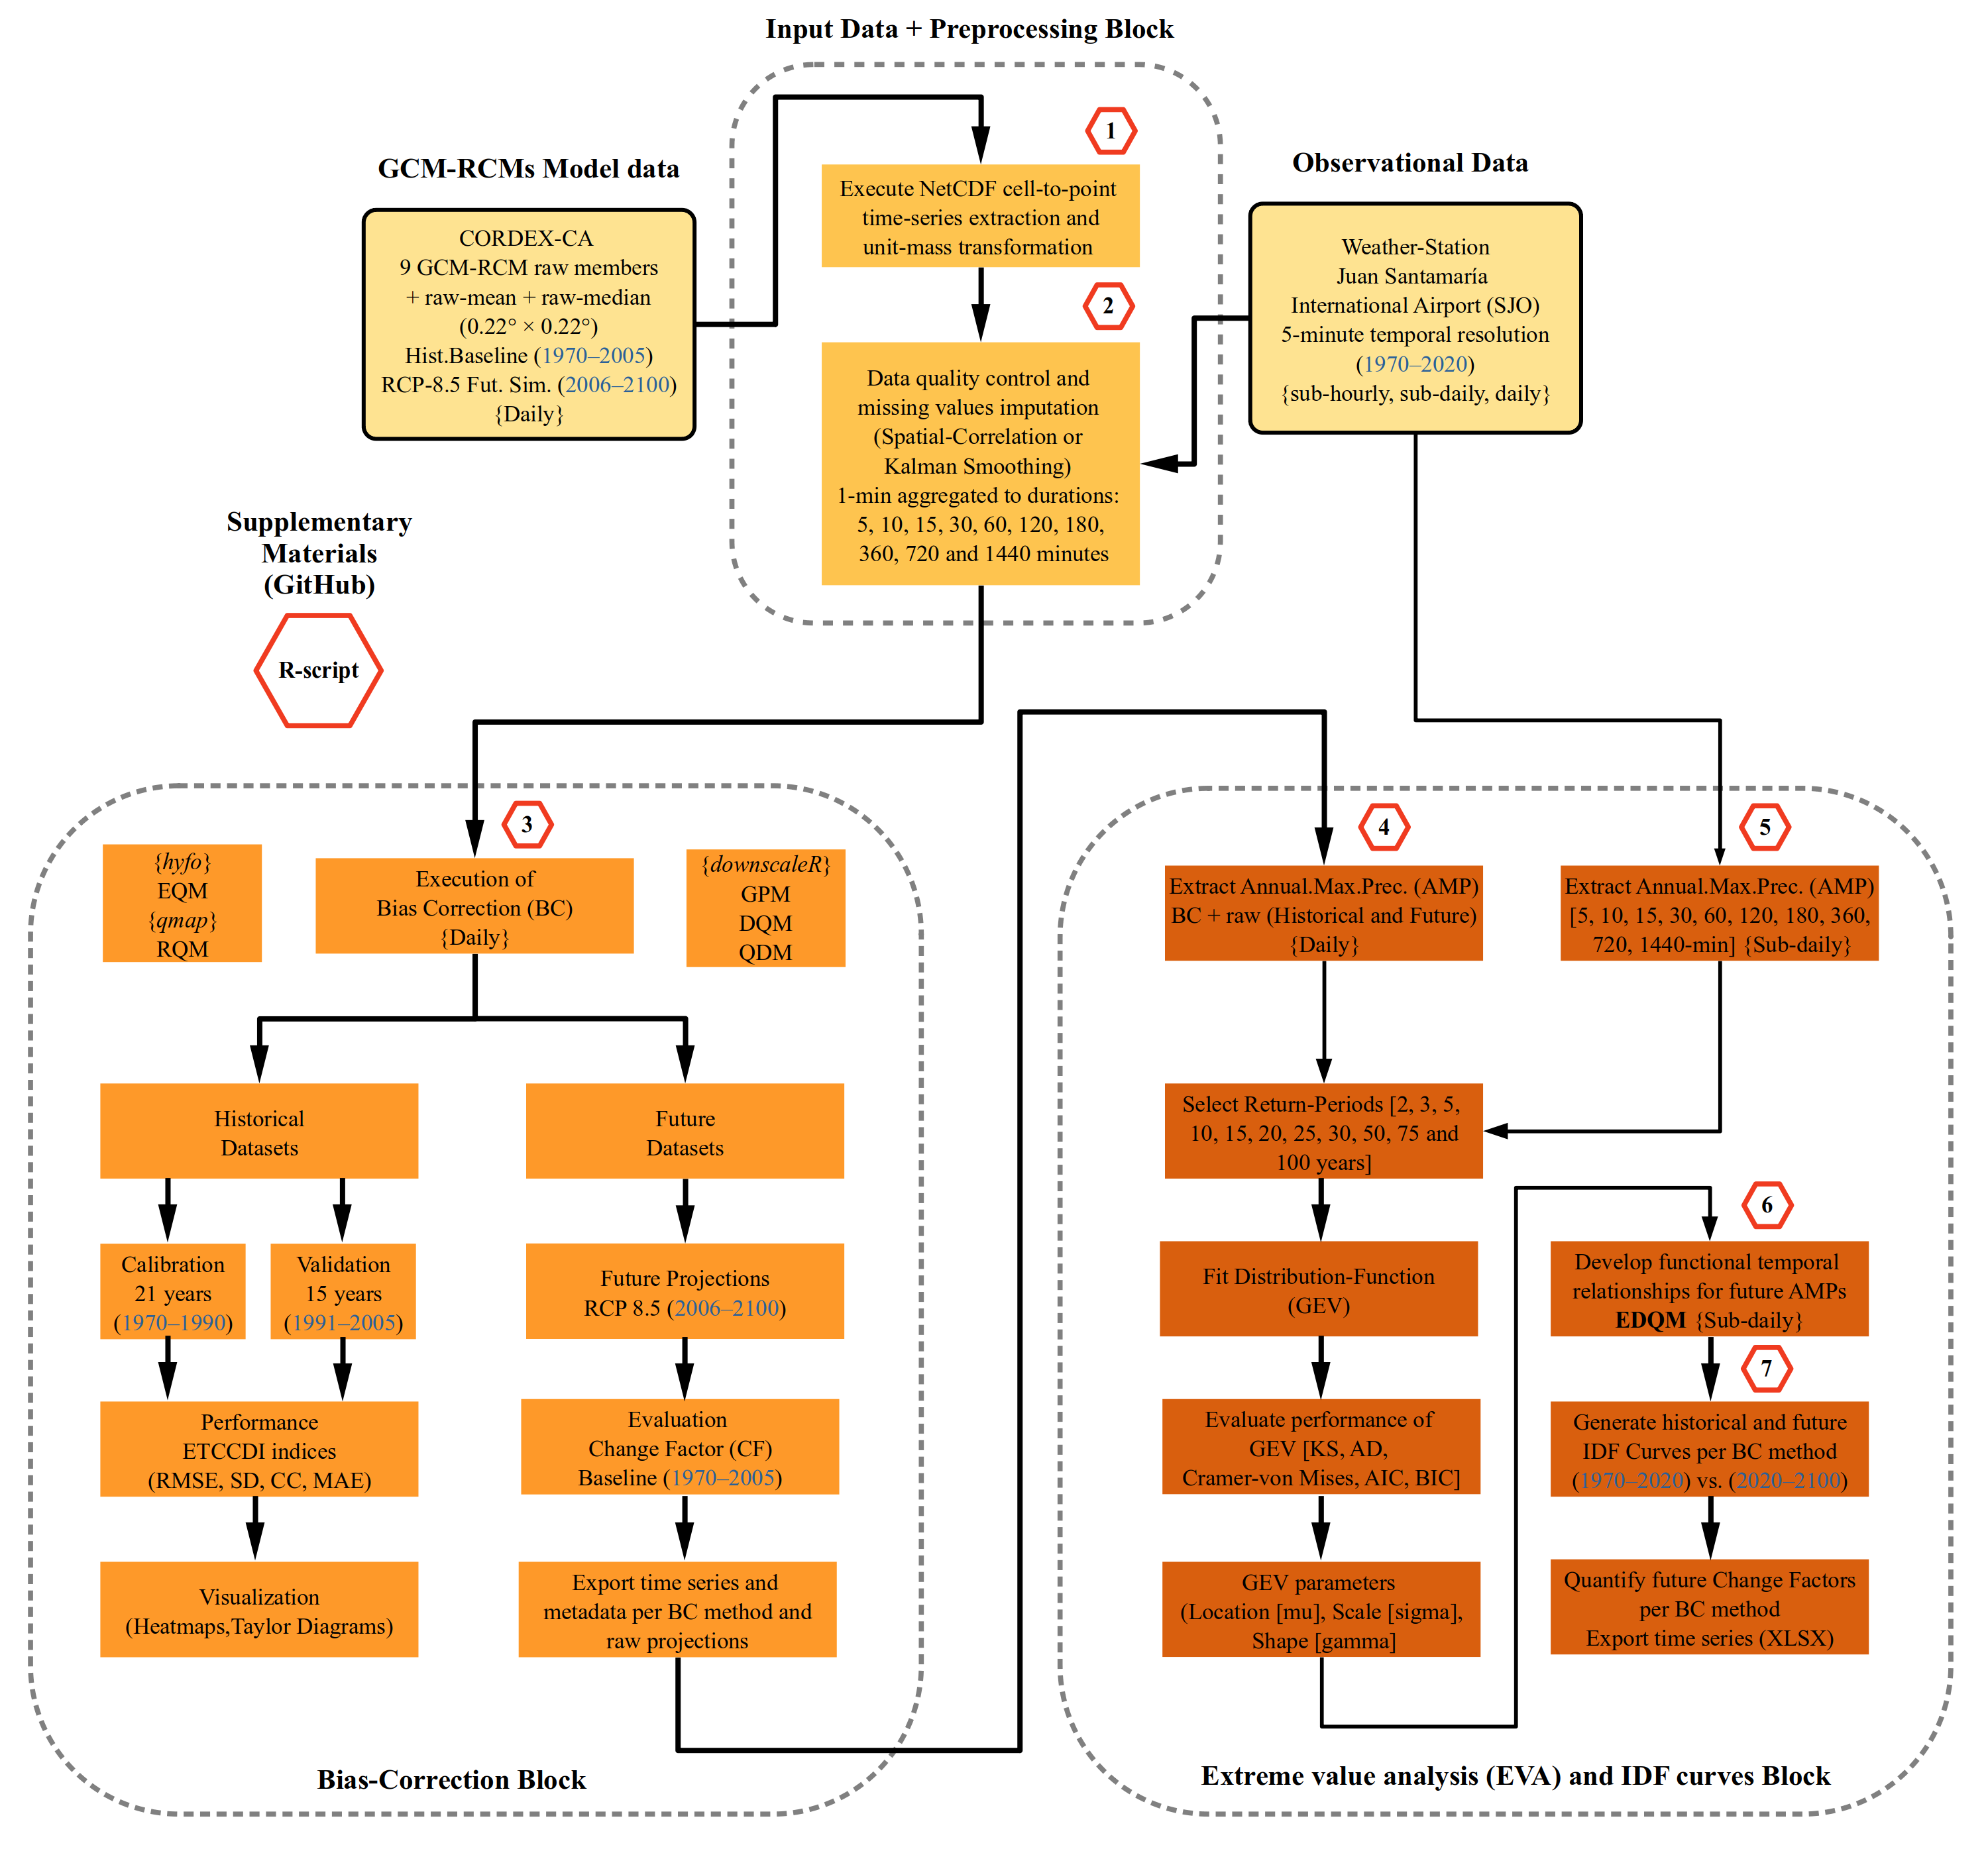 Input Data + Preprocessing Block
GCM-RCMs Model data
CORDEX-CA
9 GCM-RCM raw members
+ raw-mean + raw-median
(0.22° × 0.22°)
Hist.Baseline (1970–2005)
RCP-8.5 Fut. Sim. (2006–2100)
{Daily}
1
Execute NetCDF cell-to-point
time-series extraction and
unit-mass transformation
2
Data quality control and
missing values imputation
(Spatial-Correlation or
Kalman Smoothing)
1-min aggregated to durations:
5, 10, 15, 30, 60, 120, 180,
360, 720 and 1440 minutes
Observational Data
Weather-Station
Juan Santamaría
International Airport (SJO)
5-minute temporal resolution
(1970–2020)
{sub-hourly, sub-daily, daily}
Supplementary
Materials
(GitHub)
R-script
3
{hyfo}
EQM
{qmap}
RQM
Execution of
Bias Correction (BC)
{Daily}
{downscaleR}
GPM
DQM
QDM
Historical
Datasets
Future
Datasets
Calibration
21 years
(1970–1990)
Validation
15 years
(1991–2005)
Future Projections
RCP 8.5 (2006–2100)
Performance
ETCCDI indices
(RMSE, SD, CC, MAE)
Evaluation
Change Factor (CF)
Baseline (1970–2005)
Visualization
(Heatmaps,Taylor Diagrams)
Export time series and
metadata per BC method and
raw projections
Bias-Correction Block
4
Extract Annual.Max.Prec. (AMP)
BC + raw (Historical and Future)
{Daily}
5
Extract Annual.Max.Prec. (AMP)
[5, 10, 15, 30, 60, 120, 180, 360,
720, 1440-min] {Sub-daily}
Select Return-Periods [2, 3, 5,
10, 15, 20, 25, 30, 50, 75 and
100 years]
Fit Distribution-Function
(GEV)
Evaluate performance of
GEV [KS, AD,
Cramer-von Mises, AIC, BIC]
GEV parameters
(Location [mu], Scale [sigma],
Shape [gamma]
6
Develop functional temporal
relationships for future AMPs
EDQM {Sub-daily}
7
Generate historical and future
IDF Curves per BC method
(1970–2020) vs. (2020–2100)
Quantify future Change Factors
per BC method
Export time series (XLSX)
Extreme value analysis (EVA) and IDF curves Block